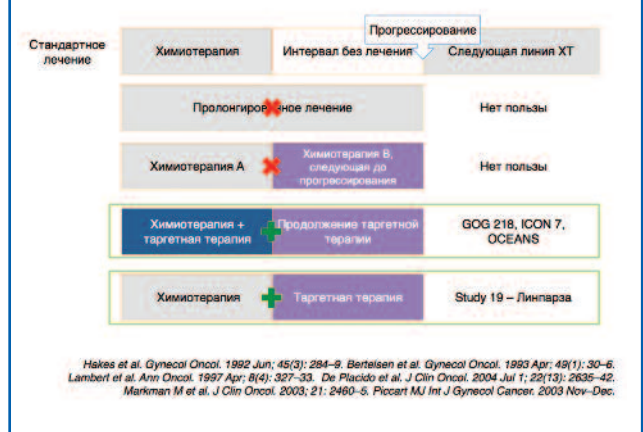 Прогрессирование
Стандартное
лечение
Химиотерапия
Интервал без лечения
Следующая линия ХТ
Пролонгированное лечение
Нет пользы
Химиотерапия А
Химиотерапия В,
следующая до
прогрессирования
Нет пользы
Химиотерапия +
таргетная терапия
Продолжение таргетной
терапии
GOG 218, ICON 7,
OCEANS
Химиотерапия
Таргетная терапия
Study 19 – Линпарза
Hakes et al. Gynecol Oncol. 1992 Jun; 45(3): 284–9. Bertelsen et al. Gynecol Oncol. 1993 Apr; 49(1): 30–6.
Lambert et al. Ann Oncol. 1997 Apr; 8(4): 327–33. De Placido et al. J Clin Oncol. 2004 Jul 1; 22(13): 2635–42.
Markman M et al. J Clin Oncol. 2003; 21: 2460–5. Piccart MJ Int J Gynecol Cancer. 2003 Nov–Dec.